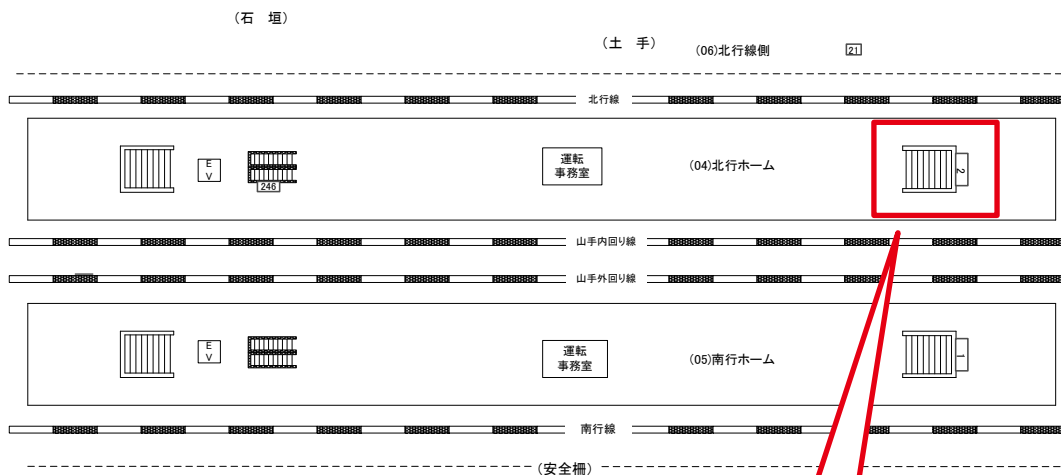 (石　垣)
(土　手)
(06)北行線側
21
北行線
E
V
246
運転
事務室
(04)北行ホーム
2
山手内回り線
山手外回り線
E
V
運転
事務室
(05)南行ホーム
1
南行線
(安全柵)